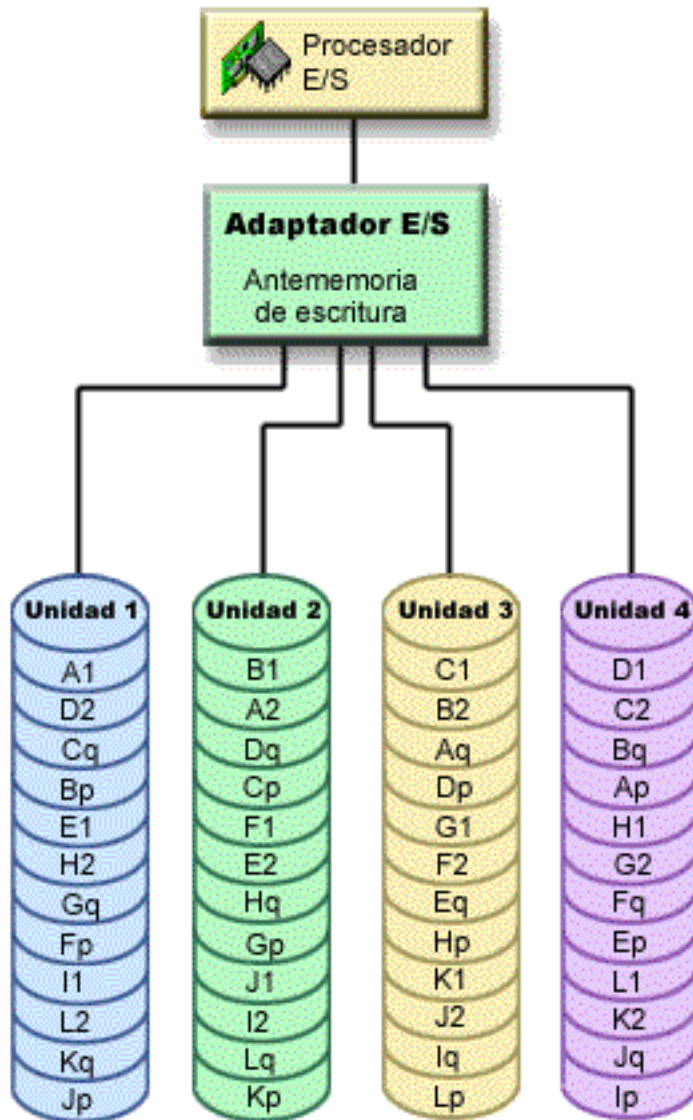 Procesador
E/S
Adaptador E/S
Antememoria
de escritura
Unidad 1
A1
D2
Cq
Bp
E1
H2
Gq
Fp
I1
L2
Kq
Jp
Unidad 2
B1
A2
Dq
Cp
F1
E2
Hq
Gp
J1
I2
Lq
Kp
Unidad 3
C1
B2
Aq
Dp
G1
F2
Eq
Hp
K1
J2
Iq
Lp
Unidad 4
D1
C2
Bq
Ap
H1
G2
Fq
Ep
L1
K2
Jq
Ip